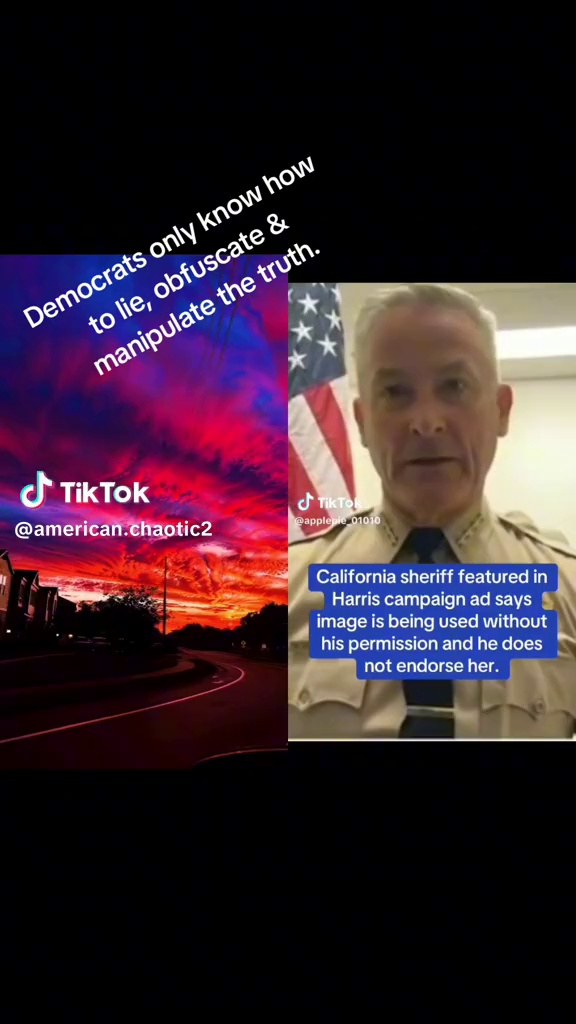 Democrats only know how
to lie, obfuscate &
manipulate the truth.
TikTok
@american.chaotic2
TikTok
@applepie_01010
California sheriff featured in
Harris campaign ad says
image is being used without
his permission and he does
not endorse her.